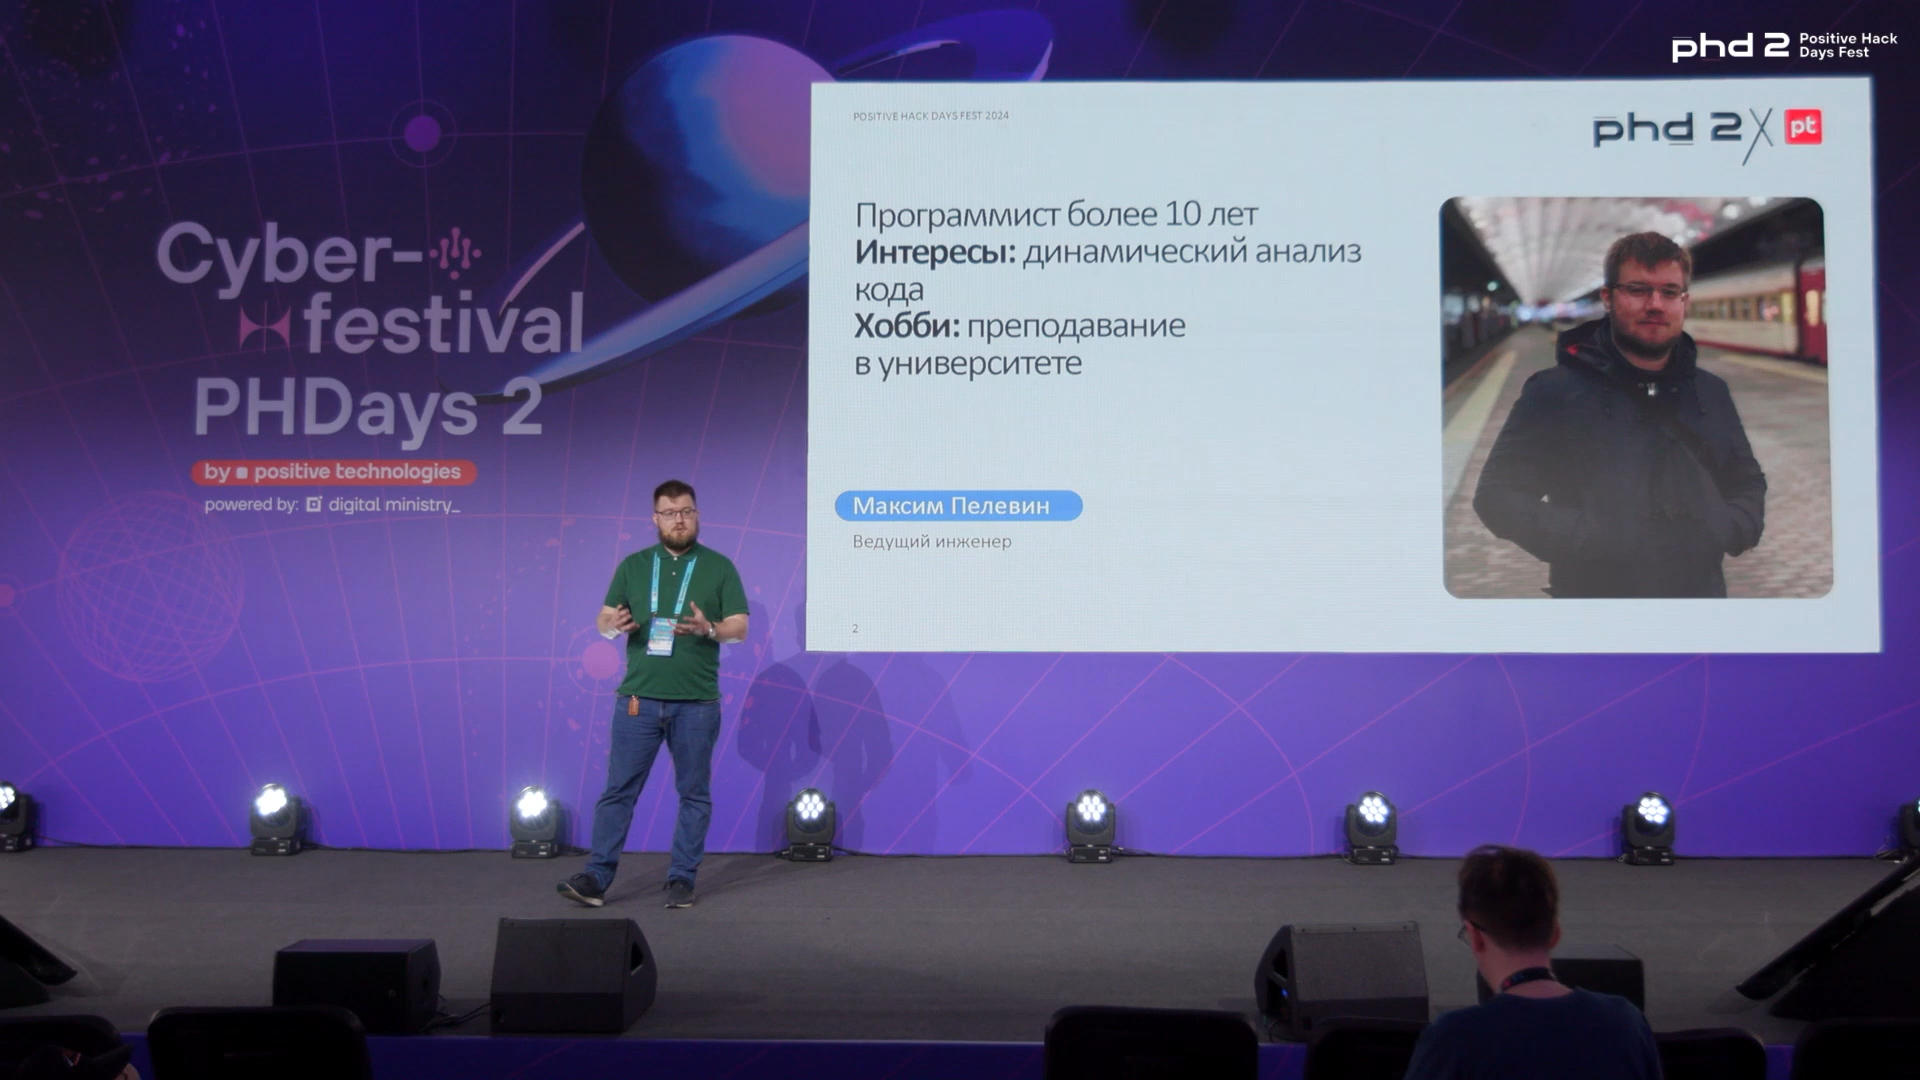 phd 2 Positive Hack
Days Fest
POSITIVE HACK DAYS FEST 2024
phd 2 pt
Программист более 10 лет
Интересы: динамический анализ
кода
Хобби: преподавание
в университете
Максим Пелевин
Ведущий инженер
2
Cyber-
festival
PHDays 2
by positive technologies
powered by: digital ministry_